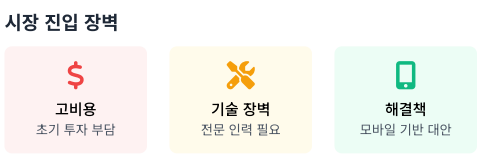 시장 진입 장벽
고비용
초기 투자 부담
기술 장벽
전문 인력 필요
해결책
모바일 기반 대안